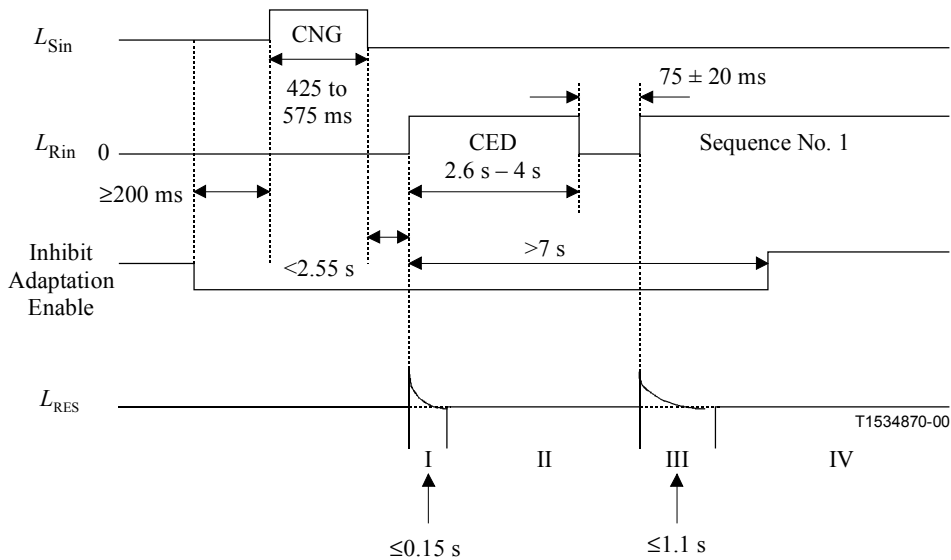 L_Sin
CNG
425 to
575 ms
75 ± 20 ms
L_Rin 0
CED
2.6 s – 4 s
Sequence No. 1
≥200 ms
Inhibit
Adaptation
Enable
<2.55 s
>7 s
L_RES
T1534870-00
I II III IV
≤0.15 s ≤1.1 s